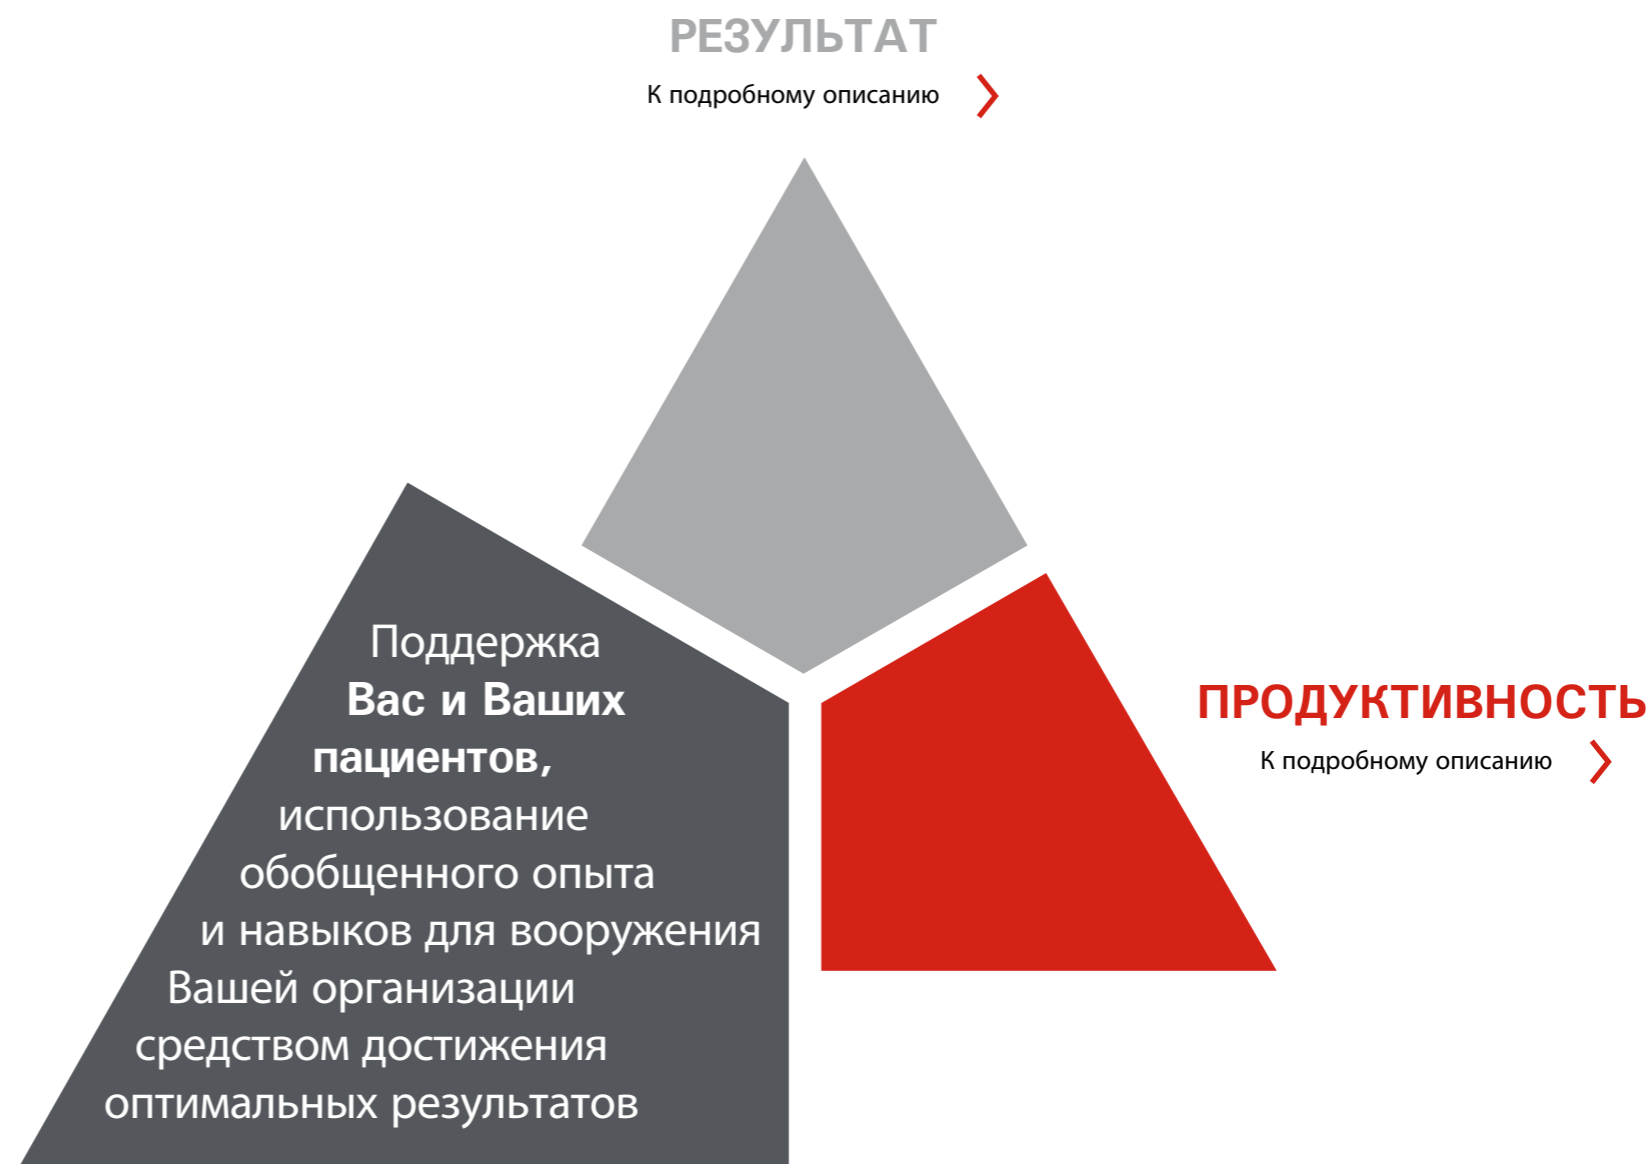 РЕЗУЛЬТАТ
К подробному описанию
Поддержка
Вас и Ваших
пациентов,
использование
обобщенного опыта
и навыков для вооружения
Вашей организации
средством достижения
оптимальных результатов
ПРОДУКТИВНОСТЬ
К подробному описанию